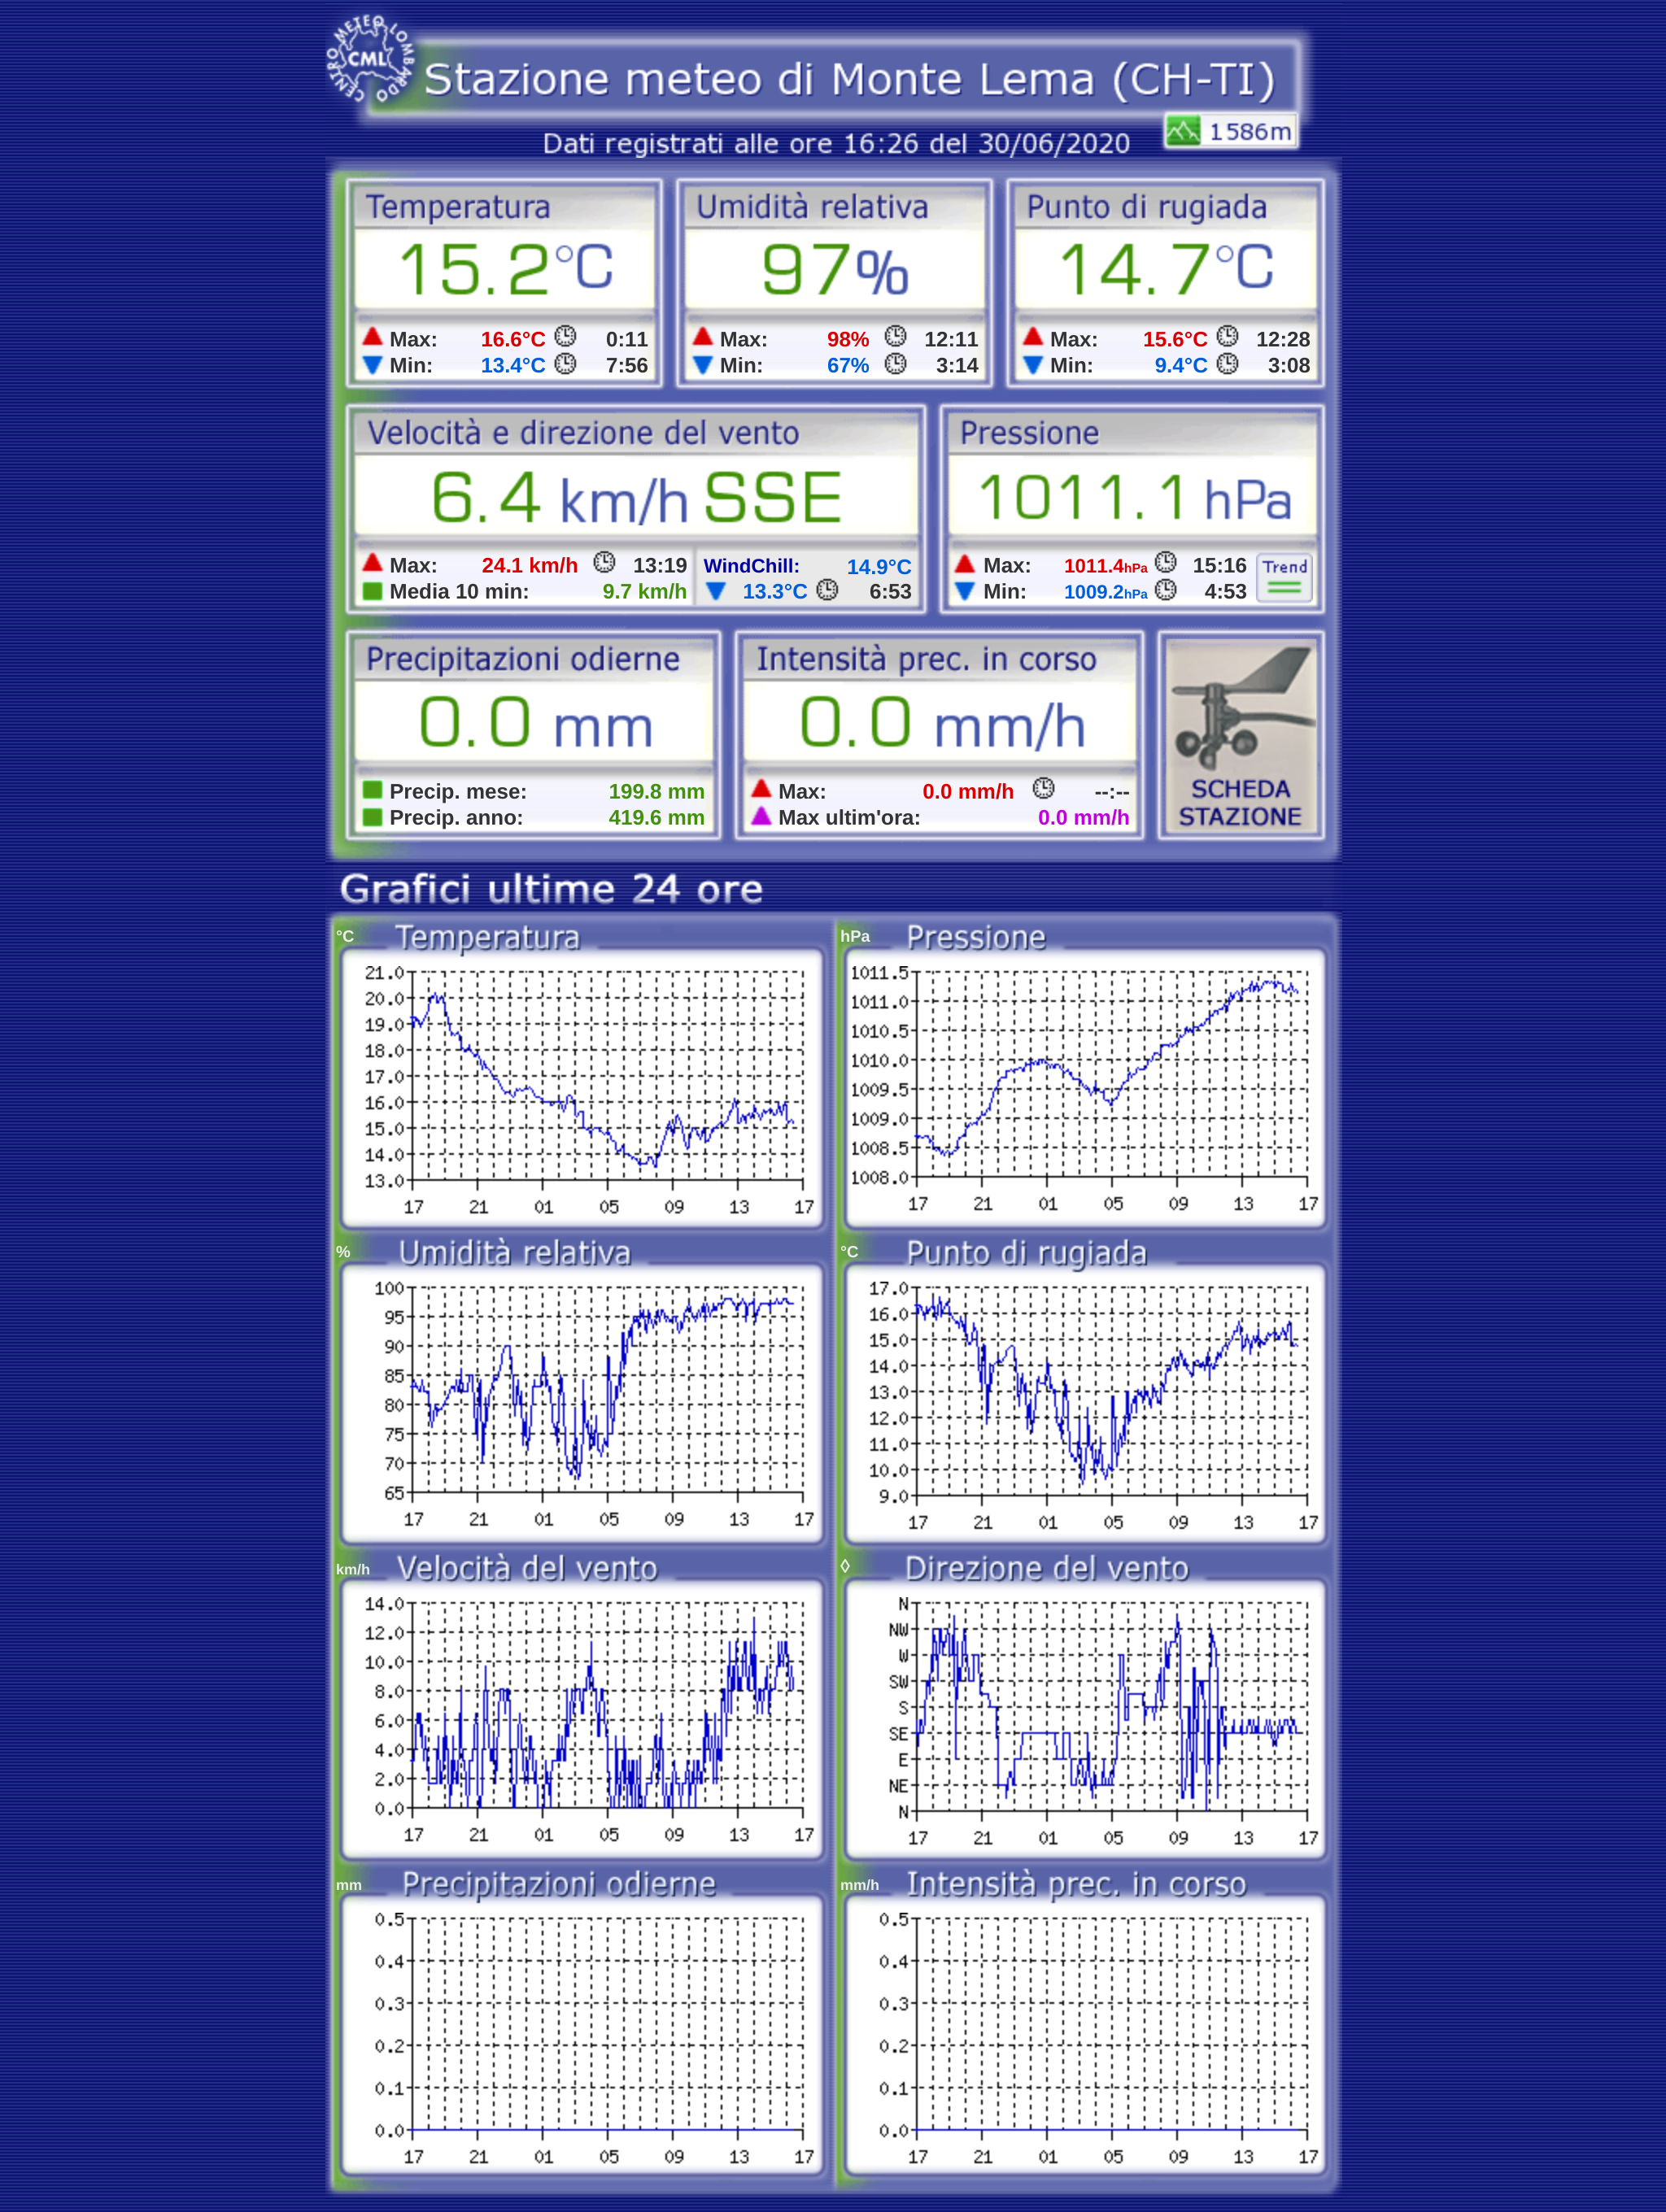 CENTRO METEO LOMBARDO
CML
Stazione meteo di Monte Lema (CH-TI)
Dati registrati alle ore 16:26 del 30/06/2020
1586m
Temperatura
15.2°C
Max: 16.6°C 0:11
Min: 13.4°C 7:56
Umidità relativa
97%
Max: 98% 12:11
Min: 67% 3:14
Punto di rugiada
14.7°C
Max: 15.6°C 12:28
Min: 9.4°C 3:08
Velocità e direzione del vento
6.4 km/h SSE
Max: 24.1 km/h 13:19
Media 10 min: 9.7 km/h
WindChill: 14.9°C
13.3°C 6:53
Pressione
1011.1 hPa
Max: 1011.4hPa 15:16
Min: 1009.2hPa 4:53
Trend
Precipitazioni odierne
0.0 mm
Precip. mese: 199.8 mm
Precip. anno: 419.6 mm
Intensità prec. in corso
0.0 mm/h
Max: 0.0 mm/h --:--
Max ultim'ora: 0.0 mm/h
SCHEDA
STAZIONE
Grafici ultime 24 ore
°C Temperatura
21.0
20.0
19.0
18.0
17.0
16.0
15.0
14.0
13.0
17 21 01 05 09 13 17
hPa Pressione
1011.5
1011.0
1010.5
1010.0
1009.5
1009.0
1008.5
1008.0
17 21 01 05 09 13 17
% Umidità relativa
100
95
90
85
80
75
70
65
17 21 01 05 09 13 17
°C Punto di rugiada
17.0
16.0
15.0
14.0
13.0
12.0
11.0
10.0
9.0
17 21 01 05 09 13 17
km/h Velocità del vento
14.0
12.0
10.0
8.0
6.0
4.0
2.0
0.0
17 21 01 05 09 13 17
◊ Direzione del vento
N
NW
W
SW
S
SE
E
NE
N
17 21 01 05 09 13 17
mm Precipitazioni odierne
0.5
0.4
0.3
0.2
0.1
0.0
17 21 01 05 09 13 17
mm/h Intensità prec. in corso
0.5
0.4
0.3
0.2
0.1
0.0
17 21 01 05 09 13 17